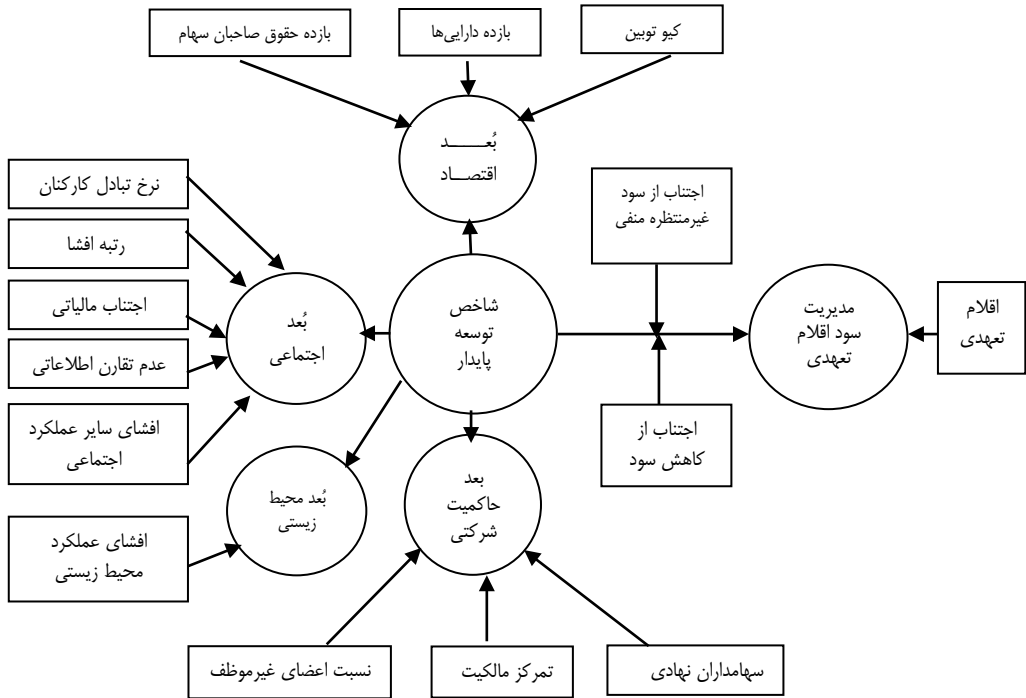 کیو توبین
بازده دارایی‌ها
بازده حقوق صاحبان سهام
بُعـــــــد
اقتصــاد
نرخ تبادل کارکنان
رتبه افشا
اجتناب مالیاتی
عدم تقارن اطلاعاتی
افشای سایر عملکرد
اجتماعی
افشای عملکرد
محیط زیستی
بُعد
اجتماعی
بُعد محیط
زیستی
شاخص
توسعه
پایدار
بعد
حاکمیت
شرکتی
اجتناب از سود
غیرمنتظره منفی
اجتناب از
کاهش سود
مدیریت
سود اقلام
تعهدی
اقلام
تعهدی
سهامداران نهادی
تمرکز مالکیت
نسبت اعضای غیرموظف